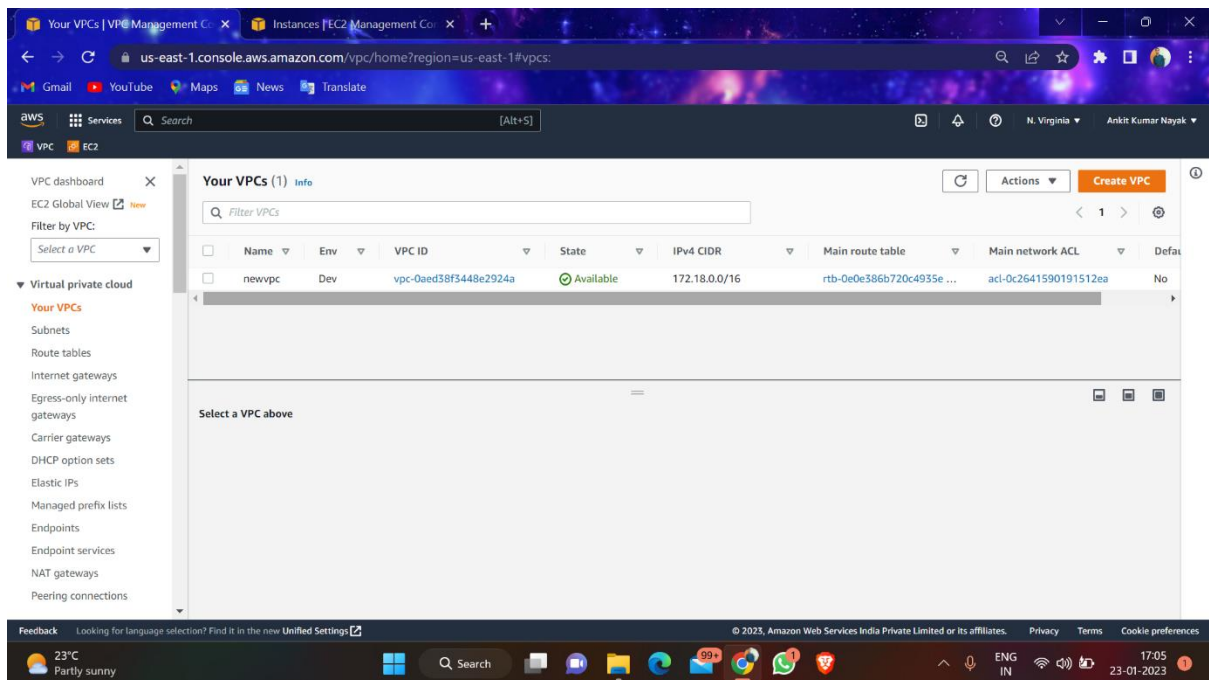 Your VPCs | VPC Management Co
Instances | EC2 Management Con
us-east-1.console.aws.amazon.com/vpc/home?region=us-east-1#vpcs:
Gmail YouTube Maps News Translate
aws Services Search [Alt+S] N. Virginia Ankit Kumar Nayak
VPC EC2
VPC dashboard
EC2 Global View New
Filter by VPC:
Select a VPC
Virtual private cloud
Your VPCs
Subnets
Route tables
Internet gateways
Egress-only internet
gateways
Carrier gateways
DHCP option sets
Elastic IPs
Managed prefix lists
Endpoints
Endpoint services
NAT gateways
Peering connections
Your VPCs (1) Info
Actions Create VPC
Filter VPCs
1
Name Env VPC ID State IPv4 CIDR Main route table Main network ACL Defau
newvpc Dev vpc-0aed38f3448e2924a Available 172.18.0.0/16 rtb-0e0e386b720c4935e ... acl-0c2641590191512ea No
Select a VPC above
Feedback Looking for language selection? Find it in the new Unified Settings © 2023, Amazon Web Services India Private Limited or its affiliates. Privacy Terms Cookie preferences
23°C
Partly sunny
Search
99+
1
ENG
IN
17:05
23-01-2023
1